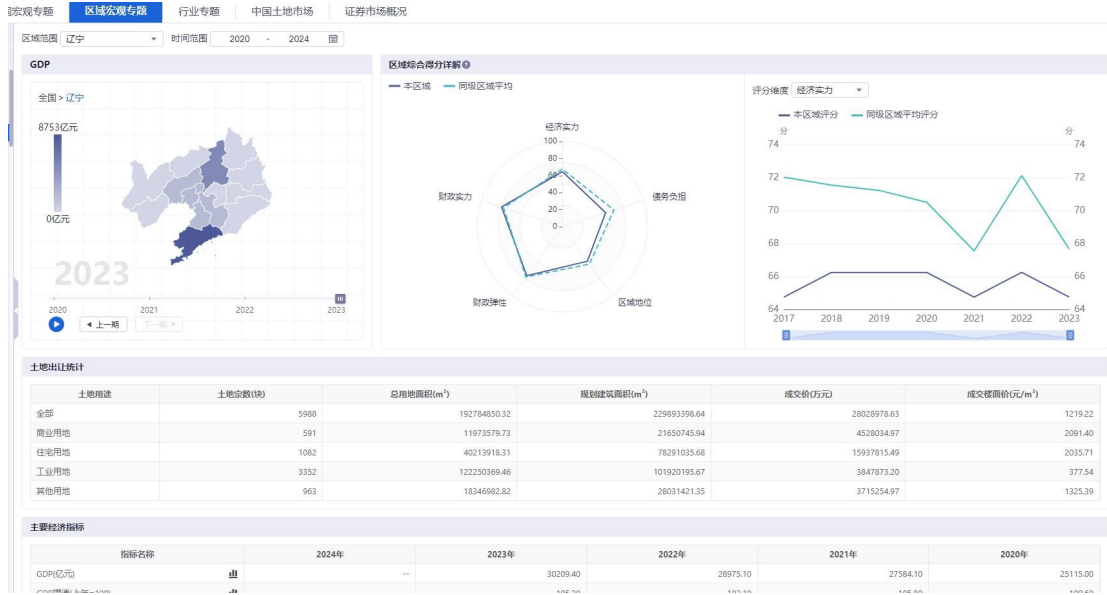 国宏观专题 区域宏观专题 行业专题 中国土地市场 证券市场概况
区域范围 辽宁 时间范围 2020 - 2024
GDP
全国 > 辽宁
8753亿元
0亿元
2023
2020 2021 2022 2023
上一期 下一期
区域综合得分详解
本区域 同级区域平均
经济实力
100
80
60
40
20
0
财政实力 债务负担
财政弹性 区域地位
评分维度 经济实力
本区域评分 同级区域平均评分
分 分
74 74
72 72
70 70
68 68
66 66
64 64
2017 2018 2019 2020 2021 2022 2023
土地出让统计
土地用途 土地宗数(块) 总用地面积(m²) 规划建筑面积(m²) 成交价(万元) 成交楼面价(元/m²)
全部 5988 192784850.32 229893398.64 28028978.63 1219.22
商业用地 591 11973579.73 21650745.94 4528034.97 2091.40
住宅用地 1082 40213918.31 78291035.68 15937815.49 2035.71
工业用地 3352 122250369.46 101920195.67 3847873.20 377.54
其他用地 963 18346982.82 28031421.35 3715254.97 1325.39
主要经济指标
指标名称 2024年 2023年 2022年 2021年 2020年
GDP(亿元) -- 30209.40 28975.10 27584.10 25115.00